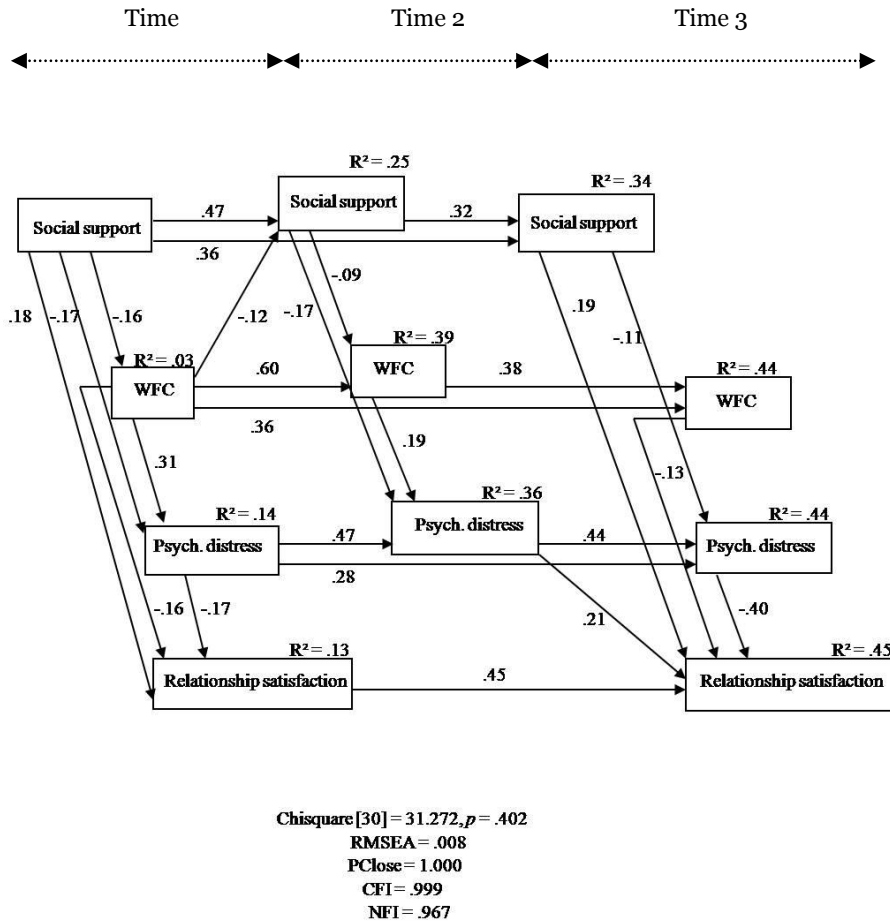 Time Time 2 Time 3
R² = .25
R² = .34
Social support
.47
.32
Social support
Social support
.36
-.09
.18
-.17
-.16
-.12
-.17
.19
-.11
R² = .03
R² = .39
R² = .44
WFC
.60
WFC
.38
WFC
.36
.31
.19
-.13
R² = .14
R² = .36
R² = .44
Psych. distress
.47
Psych. distress
.44
Psych. distress
.28
-.16
-.17
.21
-.40
R² = .13
R² = .45
Relationship satisfaction
.45
Relationship satisfaction
Chisquare [30] = 31.272, p = .402
RMSEA = .008
PClose = 1.000
CFI = .999
NFI = .967